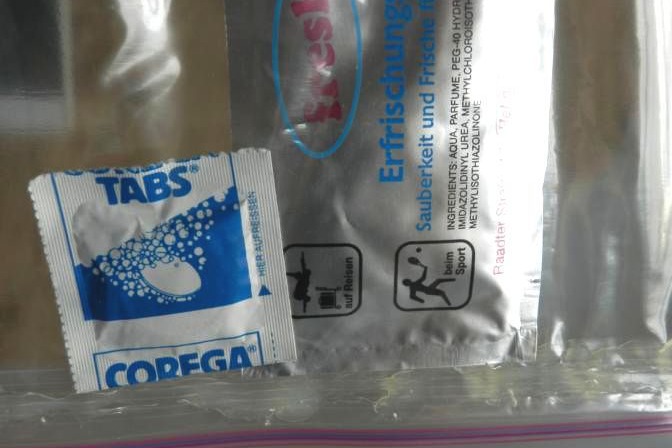 TABS®
HIER AUFREISSEN
COREGA®
fresh
Erfrischung
Sauberkeit und Frische
INGREDIENTS: AQUA, PARFUME, PEG-40 HYDR
IMIDAZOLIDINYL UREA, METHYLCHLOROISOTH
METHYLISOTHIAZOLINONE
Raadter
auf Reisen
beim
Sport